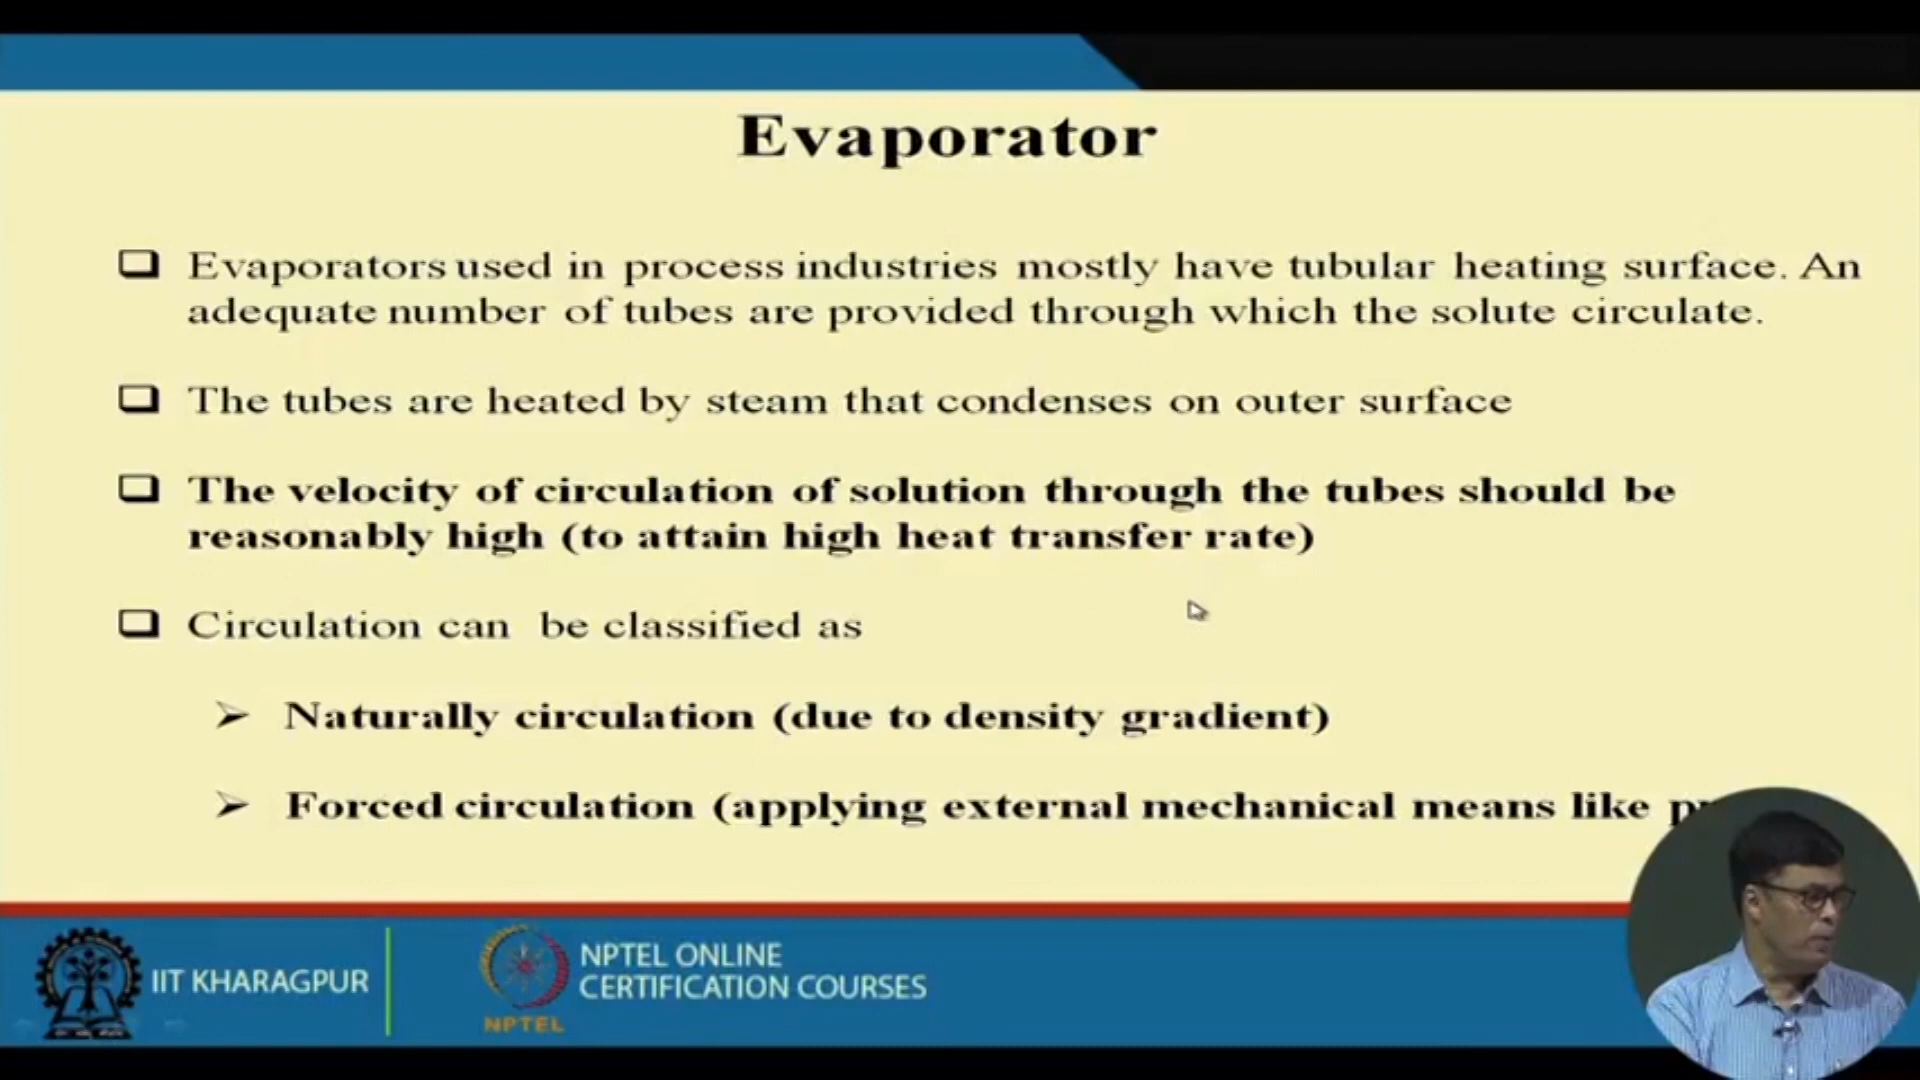 Evaporator
Evaporators used in process industries mostly have tubular heating surface. An
adequate number of tubes are provided through which the solute circulate.
The tubes are heated by steam that condenses on outer surface
The velocity of circulation of solution through the tubes should be
reasonably high (to attain high heat transfer rate)
Circulation can be classified as
Naturally circulation (due to density gradient)
Forced circulation (applying external mechanical means like
IIT KHARAGPUR
NPTEL ONLINE
CERTIFICATION COURSES
NPTEL